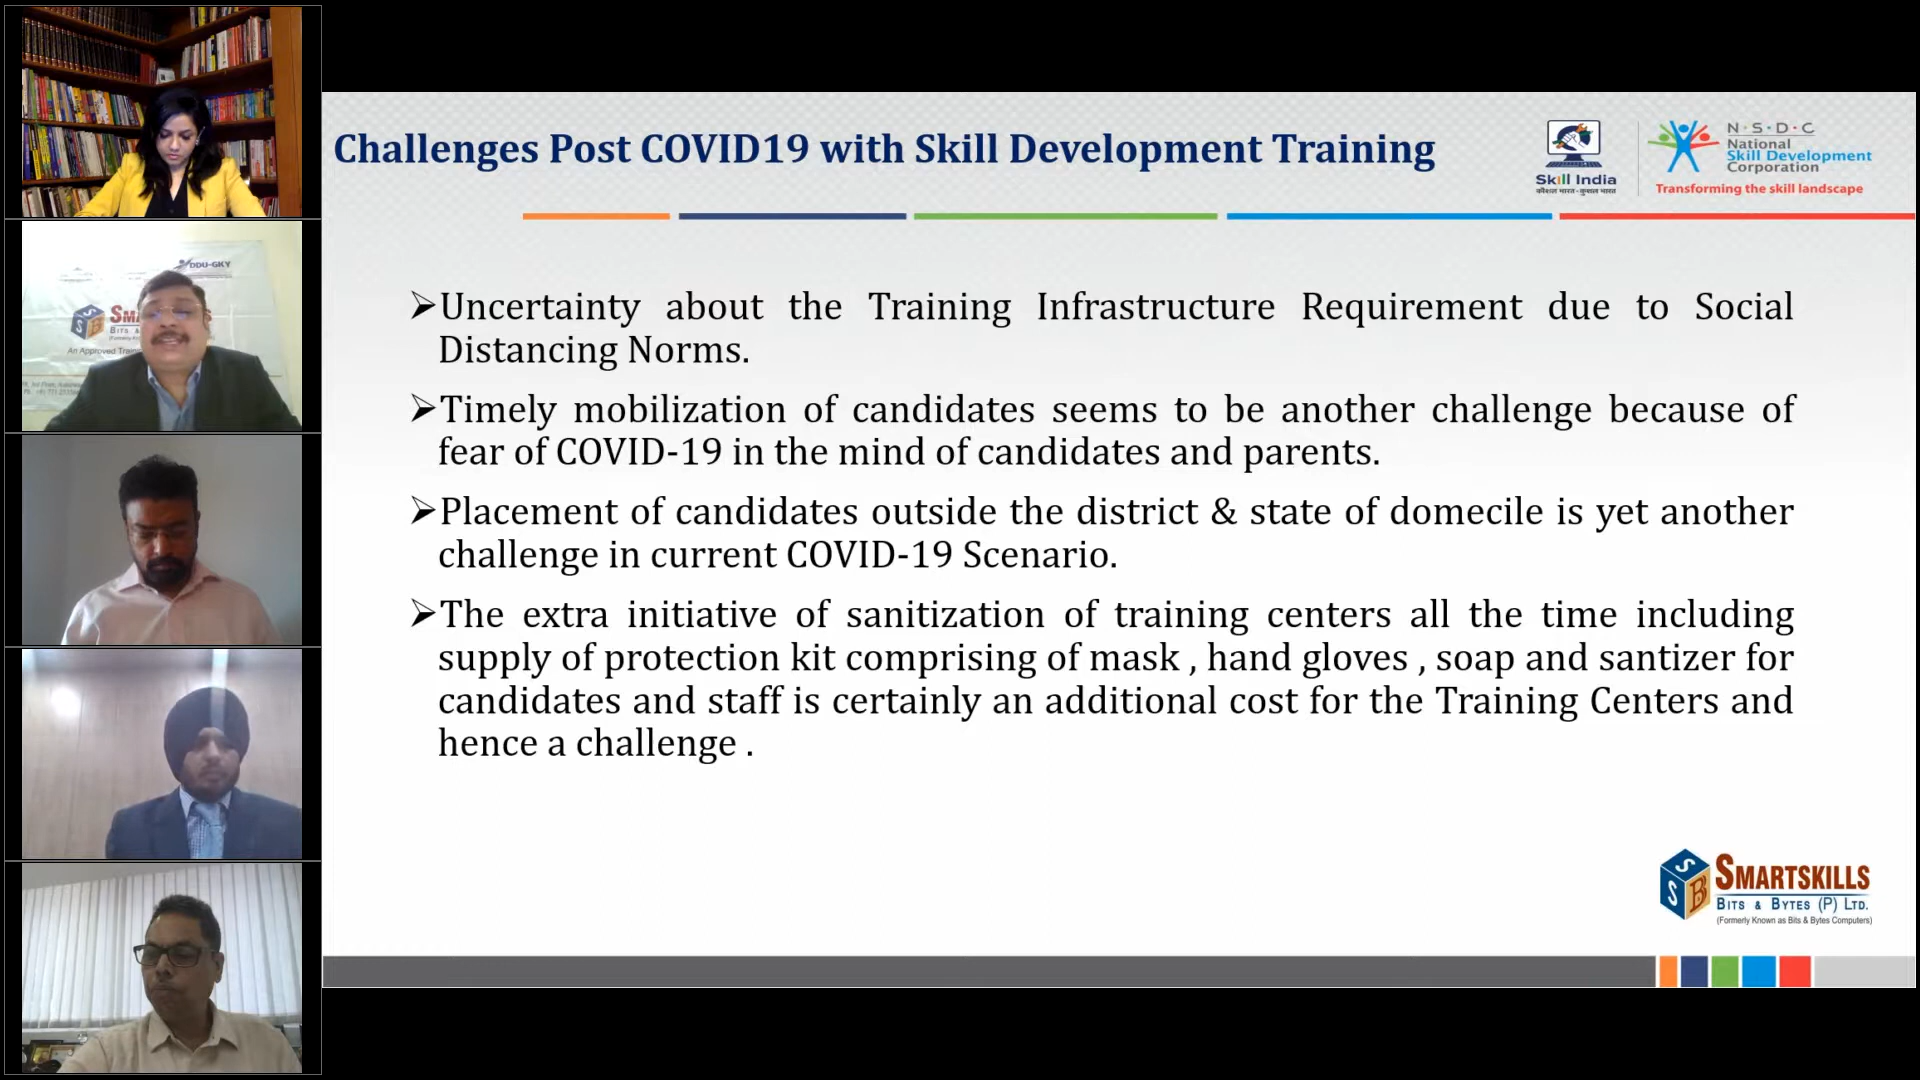 Challenges Post COVID19 with Skill Development Training
Skill India
कौशल भारत - कुशल भारत
N·S·D·C
National
Skill Development
Corporation
Transforming the skill landscape
➢Uncertainty about the Training Infrastructure Requirement due to Social
Distancing Norms.
➢Timely mobilization of candidates seems to be another challenge because of
fear of COVID-19 in the mind of candidates and parents.
➢Placement of candidates outside the district & state of domecile is yet another
challenge in current COVID-19 Scenario.
➢The extra initiative of sanitization of training centers all the time including
supply of protection kit comprising of mask , hand gloves , soap and santizer for
candidates and staff is certainly an additional cost for the Training Centers and
hence a challenge .
SMARTSKILLS
BITS & BYTES (P) LTD.
(Formerly Known as Bits & Bytes Computers)
DDU-GKY
An Approved